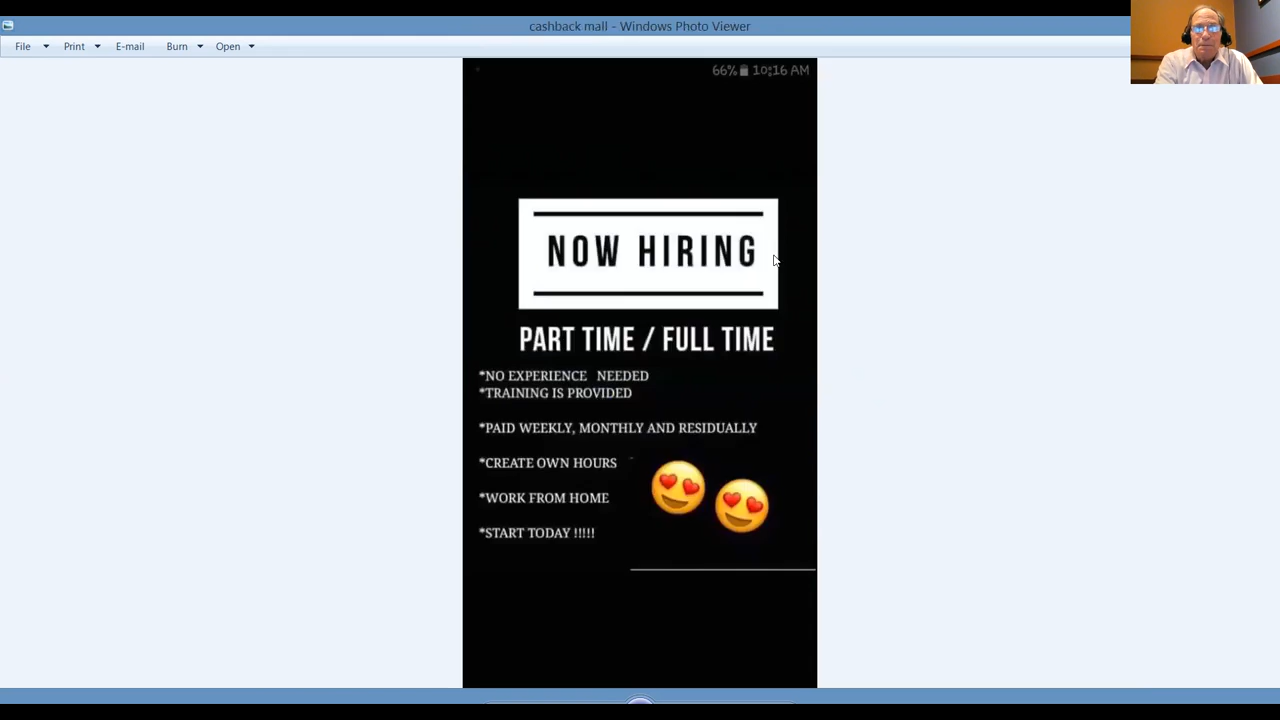 cashback mall - Windows Photo Viewer
File Print E-mail Burn Open
66% 10:16 AM
NOW HIRING
PART TIME / FULL TIME
*NO EXPERIENCE NEEDED
*TRAINING IS PROVIDED
*PAID WEEKLY, MONTHLY AND RESIDUALLY
*CREATE OWN HOURS
*WORK FROM HOME
*START TODAY !!!!!